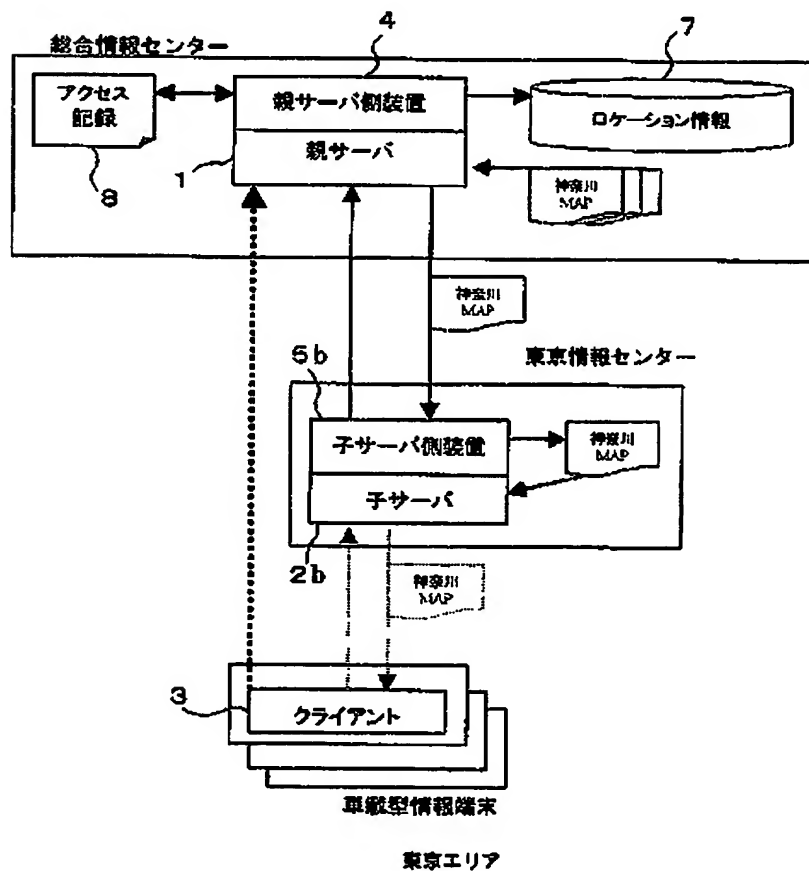 総合情報センター
4
7
アクセス
記録
親サーバ側装置
ロケーション情報
親サーバ
1
8
神奈川
MAP
神奈川
MAP
東京情報センター
5b
子サーバ側装置
神奈川
MAP
子サーバ
2b
神奈川
MAP
3
クライアント
車載型情報端末
東京エリア